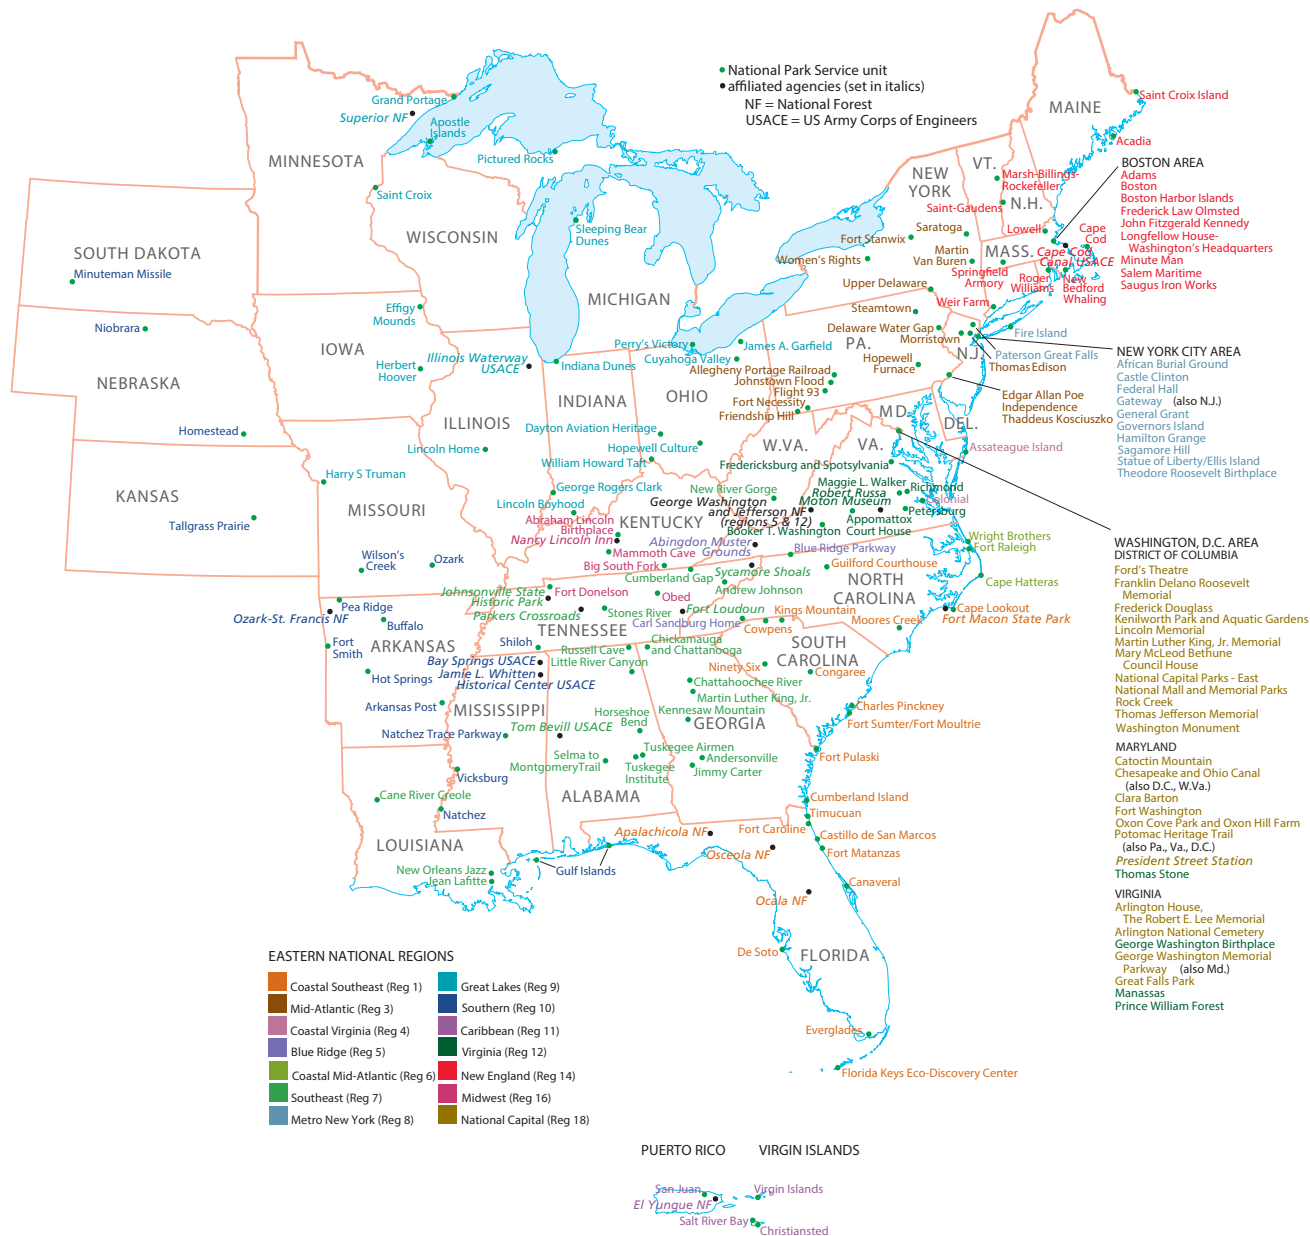 National Park Service unit
affiliated agencies (set in italics)
NF = National Forest
USACE = US Army Corps of Engineers
MAINE
Saint Croix Island
Acadia
Grand Portage
Superior NF
Apostle
Islands
Pictured Rocks
MINNESOTA
Saint Croix
WISCONSIN
Sleeping Bear
Dunes
MICHIGAN
SOUTH DAKOTA
Minuteman Missile
Niobrara
NEBRASKA
Homestead
KANSAS
Tallgrass Prairie
IOWA
Effigy
Mounds
Herbert
Hoover
Illinois Waterway
USACE
Indiana Dunes
ILLINOIS
Lincoln Home
INDIANA
OHIO
Perry's Victory
Cuyahoga Valley
James A. Garfield
Dayton Aviation Heritage
Hopewell Culture
William Howard Taft
George Rogers Clark
Lincoln Boyhood
VT.
Marsh-Billings-
Rockefeller
N.H.
Saint-Gaudens
NEW
YORK
Saratoga
Fort Stanwix
Women's Rights
Martin
Van Buren
Lowell
Cape
Cod
MASS.
Cape Cod
Canal USACE
Springfield
Armory
Roger
Williams
New
Bedford
Whaling
Weir Farm
Upper Delaware
Steamtown
Delaware Water Gap
Morristown
PA.
N.J.
Fire Island
Paterson Great Falls
Thomas Edison
Hopewell
Furnace
Allegheny Portage Railroad
Johnstown Flood
Flight 93
Fort Necessity
Friendship Hill
Edgar Allan Poe
Independence
Thaddeus Kosciuszko
MD.
DEL.
Assateague Island
W.VA.
VA.
Fredericksburg and Spotsylvania
Maggie L. Walker
Richmond
Robert Russa
Moton Museum
Colonial
Petersburg
Appomattox
Court House
New River Gorge
George Washington
and Jefferson NF
(regions 5 & 12)
Booker T. Washington
Harry S Truman
MISSOURI
Wilson's
Creek
Ozark
KENTUCKY
Abraham Lincoln
Birthplace
Nancy Lincoln Inn
Mammoth Cave
Big South Fork
Abingdon Muster
Grounds
Blue Ridge Parkway
Cumberland Gap
Sycamore Shoals
Andrew Johnson
Guilford Courthouse
NORTH
CAROLINA
Wright Brothers
Fort Raleigh
Cape Hatteras
Cape Lookout
Fort Macon State Park
Moores Creek
Kings Mountain
Cowpens
Carl Sandburg Home
Fort Loudoun
Obed
Johnsonville State
Historic Park
Fort Donelson
Parkers Crossroads
Stones River
TENNESSEE
Shiloh
Pea Ridge
Ozark-St. Francis NF
Buffalo
Fort
Smith
ARKANSAS
Hot Springs
Arkansas Post
Bay Springs USACE
Jamie L. Whitten
Historical Center USACE
Russell Cave
Little River Canyon
Chickamauga
and Chattanooga
SOUTH
CAROLINA
Ninety Six
Congaree
Charles Pinckney
Fort Sumter/Fort Moultrie
Chattahoochee River
Martin Luther King, Jr.
Kennesaw Mountain
GEORGIA
MISSISSIPPI
Natchez Trace Parkway
Tom Bevill USACE
Horseshoe
Bend
Selma to
MontgomeryTrail
Tuskegee Airmen
Tuskegee
Institute
Andersonville
Jimmy Carter
Fort Pulaski
Vicksburg
Cane River Creole
Natchez
ALABAMA
LOUISIANA
New Orleans Jazz
Jean Lafitte
Gulf Islands
Cumberland Island
Timucuan
Fort Caroline
Apalachicola NF
Osceola NF
Castillo de San Marcos
Fort Matanzas
Canaveral
Ocala NF
De Soto
FLORIDA
Everglades
Florida Keys Eco-Discovery Center
BOSTON AREA
Adams
Boston
Boston Harbor Islands
Frederick Law Olmsted
John Fitzgerald Kennedy
Longfellow House-
Washington's Headquarters
Minute Man
Salem Maritime
Saugus Iron Works
NEW YORK CITY AREA
African Burial Ground
Castle Clinton
Federal Hall
Gateway (also N.J.)
General Grant
Governors Island
Hamilton Grange
Sagamore Hill
Statue of Liberty/Ellis Island
Theodore Roosevelt Birthplace
WASHINGTON, D.C. AREA
DISTRICT OF COLUMBIA
Ford's Theatre
Franklin Delano Roosevelt
Memorial
Frederick Douglass
Kenilworth Park and Aquatic Gardens
Lincoln Memorial
Martin Luther King, Jr. Memorial
Mary McLeod Bethune
Council House
National Capital Parks - East
National Mall and Memorial Parks
Rock Creek
Thomas Jefferson Memorial
Washington Monument
MARYLAND
Catoctin Mountain
Chesapeake and Ohio Canal
(also D.C., W.Va.)
Clara Barton
Fort Washington
Oxon Cove Park and Oxon Hill Farm
Potomac Heritage Trail
(also Pa., Va., D.C.)
President Street Station
Thomas Stone
VIRGINIA
Arlington House,
The Robert E. Lee Memorial
Arlington National Cemetery
George Washington Birthplace
George Washington Memorial
Parkway (also Md.)
Great Falls Park
Manassas
Prince William Forest
EASTERN NATIONAL REGIONS
Coastal Southeast (Reg 1)
Mid-Atlantic (Reg 3)
Coastal Virginia (Reg 4)
Blue Ridge (Reg 5)
Coastal Mid-Atlantic (Reg 6)
Southeast (Reg 7)
Metro New York (Reg 8)
Great Lakes (Reg 9)
Southern (Reg 10)
Caribbean (Reg 11)
Virginia (Reg 12)
New England (Reg 14)
Midwest (Reg 16)
National Capital (Reg 18)
PUERTO RICO
VIRGIN ISLANDS
San Juan
El Yunque NF
Virgin Islands
Salt River Bay
Christiansted